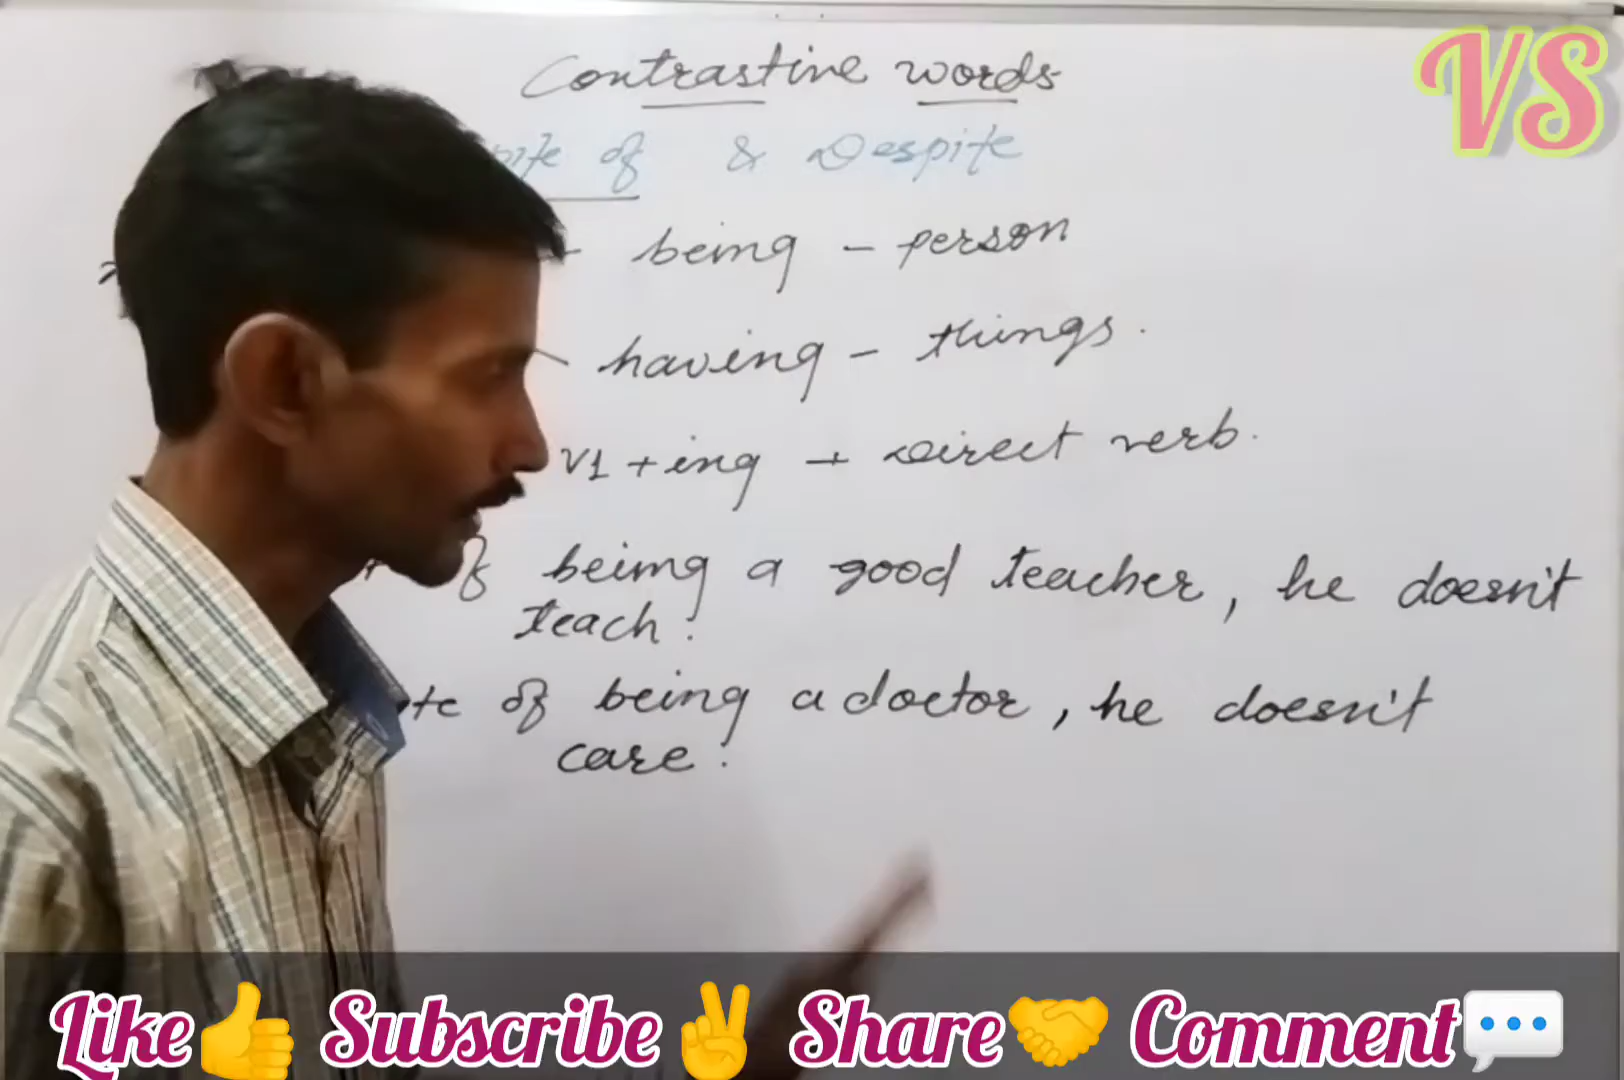 Contrastive words
VS
of & Despite
being - person
having - things.
V1 + ing → Direct verb.
being a good teacher, he doesn't
teach.
of being a doctor, he doesn't
care.
Like Subscribe Share Comment